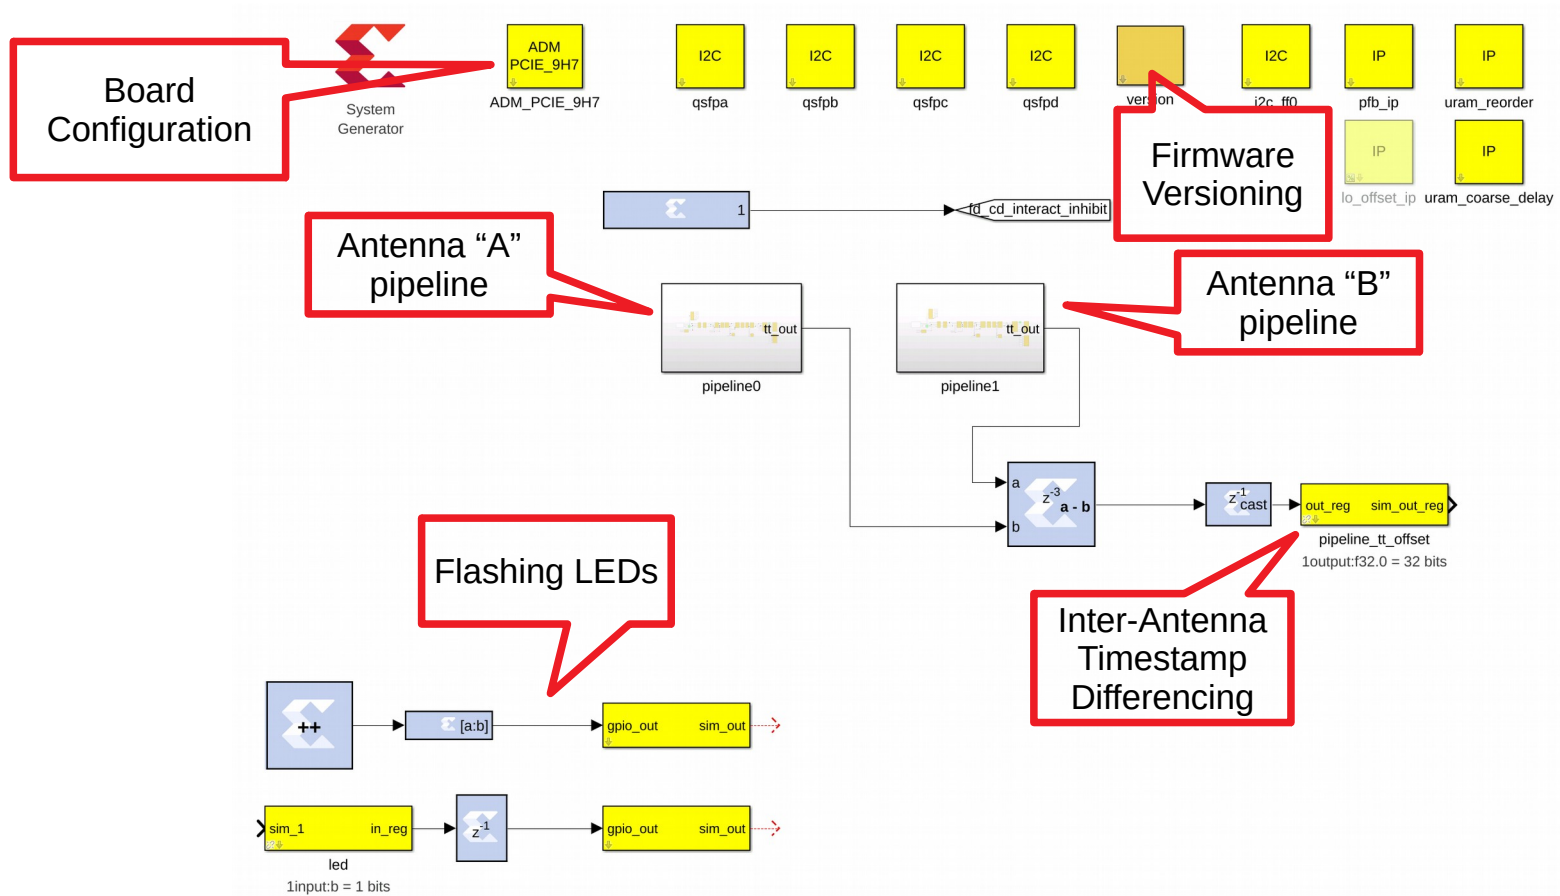 Board
Configuration
System
Generator
ADM
PCIE_9H7
ADM_PCIE_9H7
I2C
qsfpa
I2C
qsfpb
I2C
qsfpc
I2C
qsfpd
version
I2C
i2c_ff0
IP
pfb_ip
IP
uram_reorder
Firmware
Versioning
IP
lo_offset_ip
IP
uram_coarse_delay
1
fd_cd_interact_inhibit
Antenna “A”
pipeline
tt_out
pipeline0
tt_out
pipeline1
Antenna “B”
pipeline
a
b
z-3
a - b
z-1
cast
out_reg sim_out_reg
pipeline_tt_offset
1output:f32.0 = 32 bits
Flashing LEDs
Inter-Antenna
Timestamp
Differencing
++
[a:b]
gpio_out sim_out
sim_1 in_reg
led
1input:b = 1 bits
z-1
gpio_out sim_out